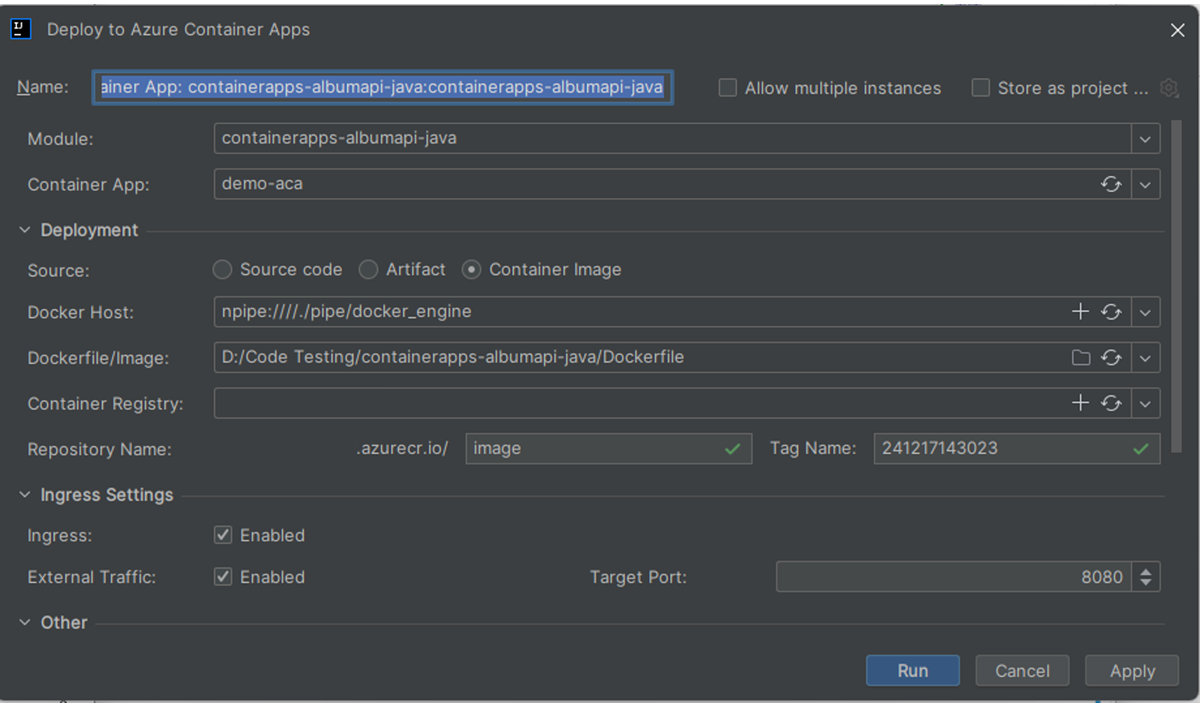 Deploy to Azure Container Apps
Name: ainer App: containerapps-albumapi-java:containerapps-albumapi-java Allow multiple instances Store as project ...
Module: containerapps-albumapi-java
Container App: demo-aca
Deployment
Source: Source code Artifact Container Image
Docker Host: npipe:////./pipe/docker_engine
Dockerfile/Image: D:/Code Testing/containerapps-albumapi-java/Dockerfile
Container Registry:
Repository Name: .azurecr.io/ image Tag Name: 241217143023
Ingress Settings
Ingress: Enabled
External Traffic: Enabled Target Port: 8080
Other
Run Cancel Apply